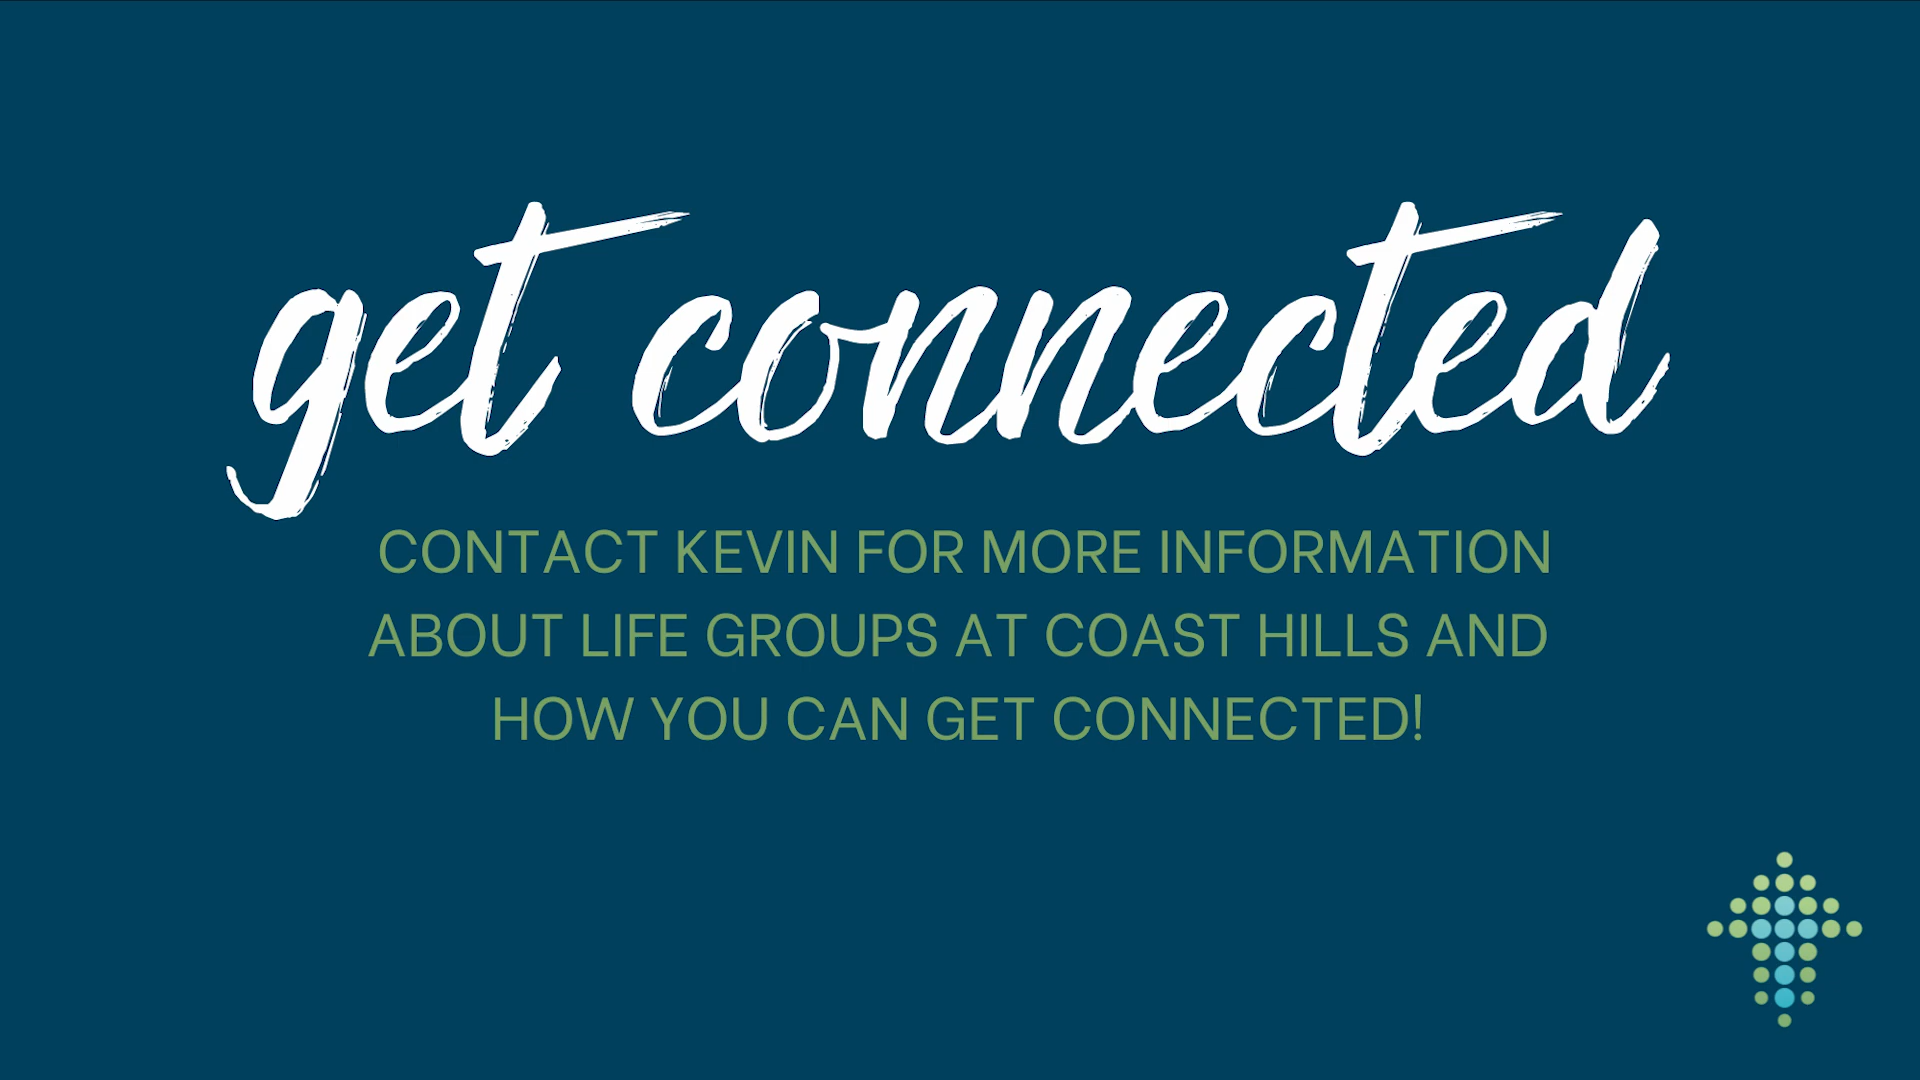 get connected
CONTACT KEVIN FOR MORE INFORMATION
ABOUT LIFE GROUPS AT COAST HILLS AND
HOW YOU CAN GET CONNECTED!